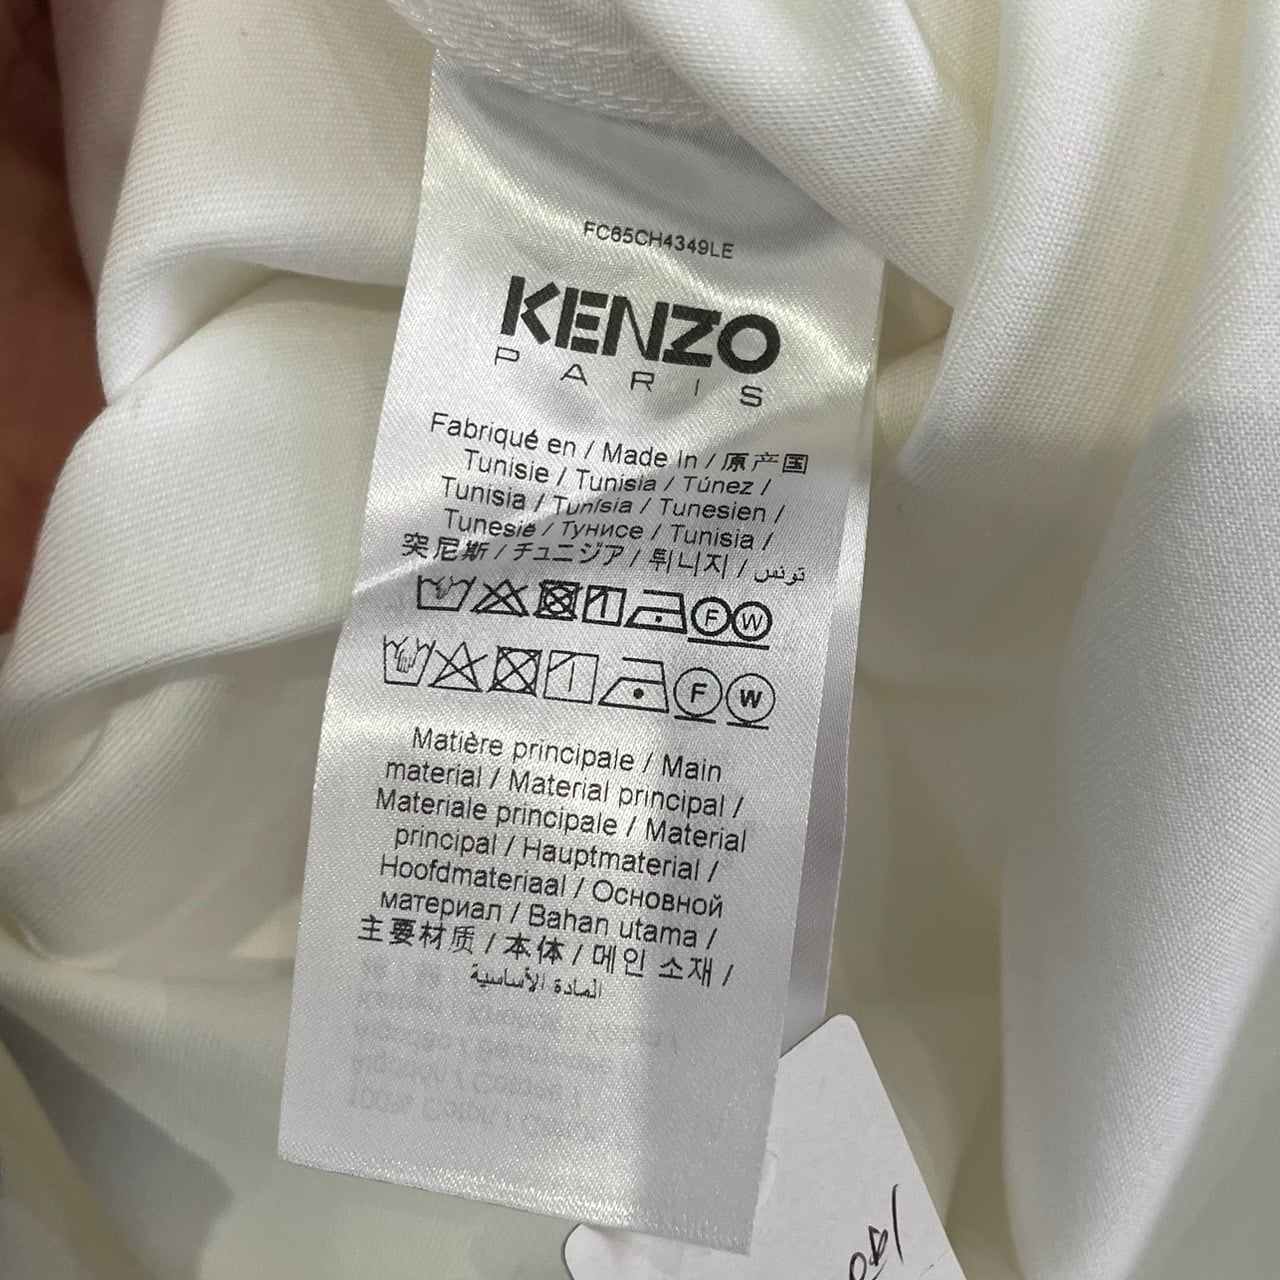 FC65CH4349LE
KENZO
PARIS
Fabriqué en / Made In / 原产国
Tunisie / Tunisia / Túnez /
Tunisia / Tunísia / Tunesien /
Tunesië / Тунисе / Tunisia /
突尼斯 / チュニジア / 튀니지 / تونس
F W
F W
Matière principale / Main
material / Material principal /
Materiale principale / Material
principal / Hauptmaterial /
Hoofdmateriaal / Основной
материал / Bahan utama /
主要材质 / 本体 / 메인 소재 /
المادة الأساسية